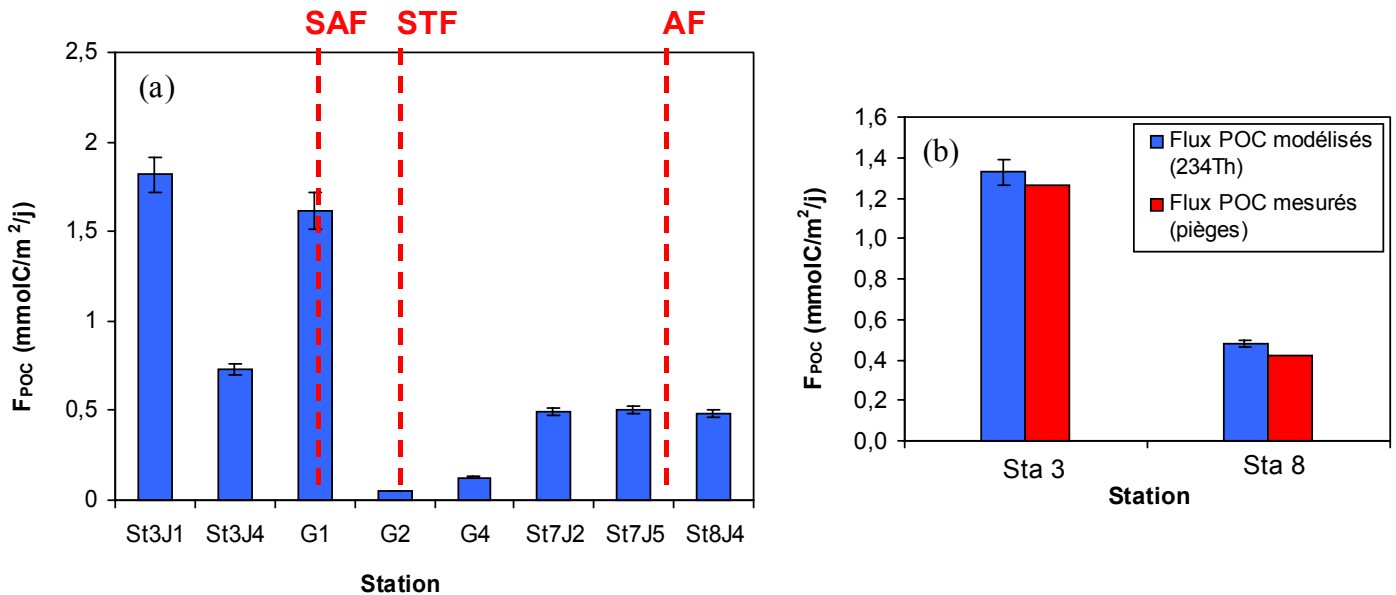 SAF STF AF
(a)
2,5
2
1,5
1
0,5
0
F_POC (mmolC/m²/j)
St3J1 St3J4 G1 G2 G4 St7J2 St7J5 St8J4
Station
(b)
Flux POC modélisés
(234Th)
Flux POC mesurés
(pièges)
1,6
1,4
1,2
1,0
0,8
0,6
0,4
0,2
0,0
F_POC (mmolC/m²/j)
Sta 3 Sta 8
Station